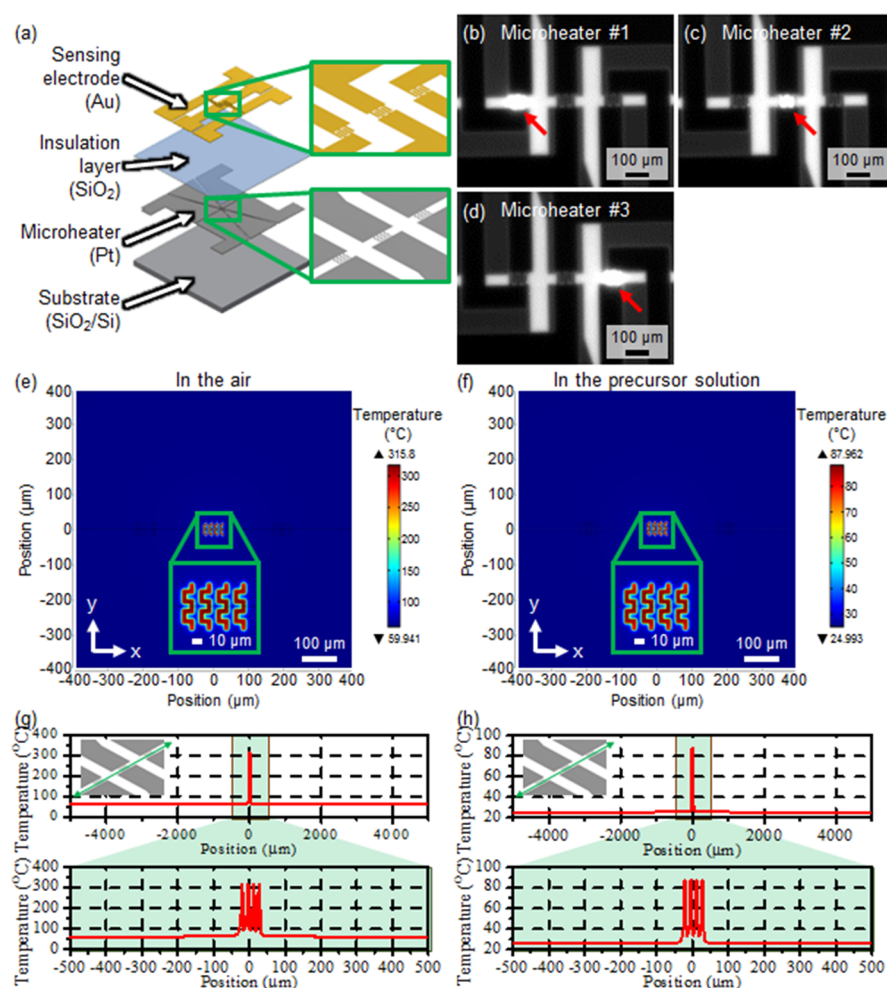 (a)
Sensing
electrode
(Au)
Insulation
layer
(SiO₂)
Microheater
(Pt)
Substrate
(SiO₂/Si)
(b) Microheater #1
100 µm
(c) Microheater #2
100 µm
(d) Microheater #3
100 µm
(e) In the air
400
300
200
100
0
-100
-200
-300
-400
Position (µm)
y
x
10 µm
100 µm
-400 -300 -200 -100 0 100 200 300 400
Position (µm)
Temperature
(°C)
▲ 315.8
300
250
200
150
100
▼ 59.941
(f) In the precursor solution
400
300
200
100
0
-100
-200
-300
-400
Position (µm)
y
x
10 µm
100 µm
-400 -300 -200 -100 0 100 200 300 400
Position (µm)
Temperature
(°C)
▲ 87.962
80
70
60
50
40
30
▼ 24.993
(g)
Temperature (°C)
400
300
200
100
0
-4000 -2000 0 2000 4000
Position (µm)
Temperature (°C)
400
300
200
100
0
-500 -400 -300 -200 -100 0 100 200 300 400 500
Position (µm)
(h)
Temperature (°C)
100
80
60
40
20
-4000 -2000 0 2000 4000
Position (µm)
Temperature (°C)
100
80
60
40
20
-500 -400 -300 -200 -100 0 100 200 300 400 500
Position (µm)